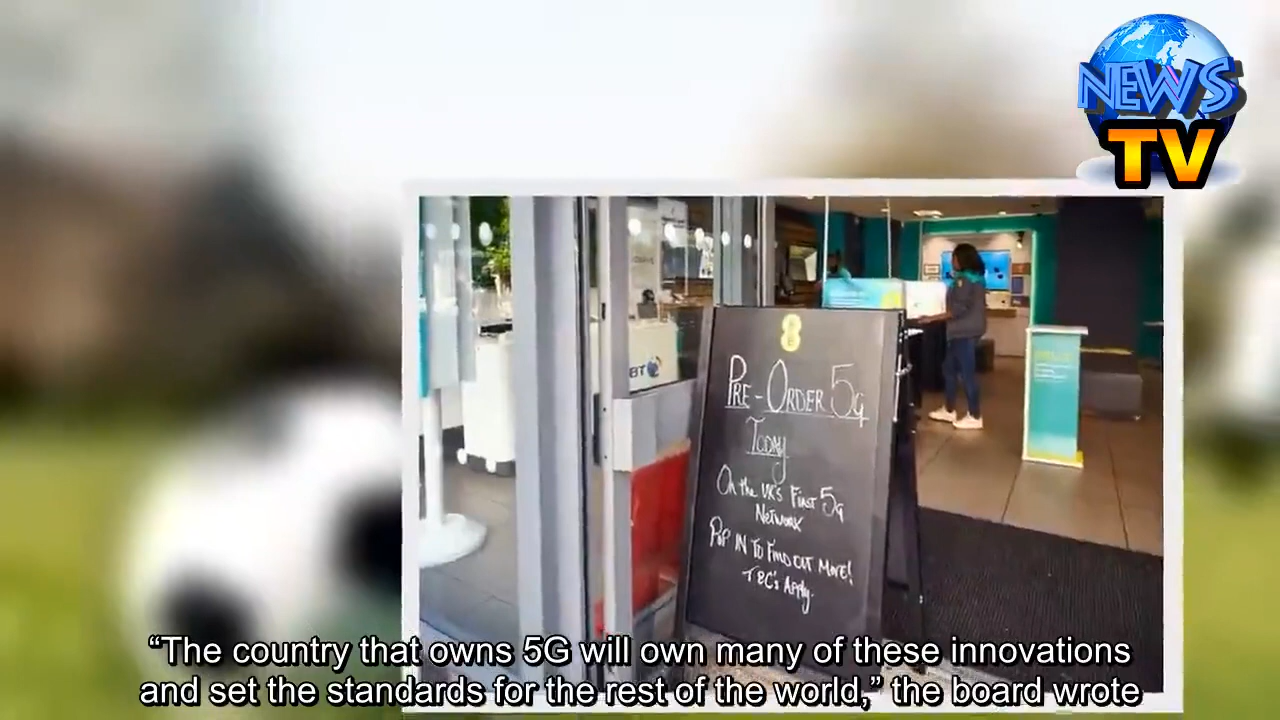 NEWS
TV
BT
PRE-ORDER 5G
TODAY
On the UK's First 5G
Network
Pop in to find out more!
T&C's Apply.
“The country that owns 5G will own many of these innovations
and set the standards for the rest of the world,” the board wrote